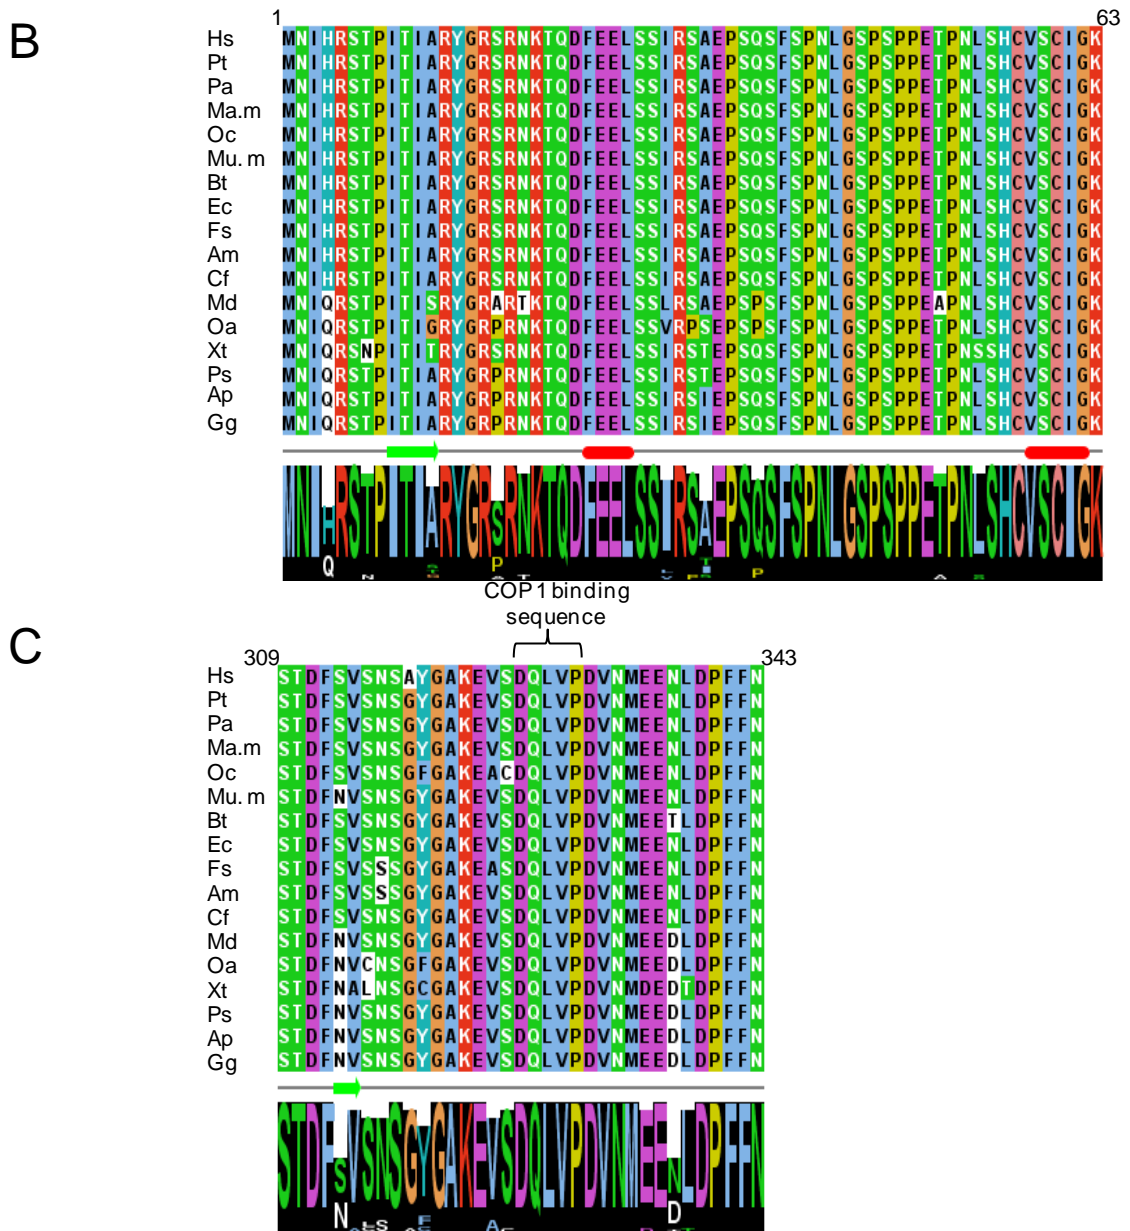 B
1 63
Hs MNIHRSTPITIARYGRSRNKTQDFEELSSIRSAEPSQSFSPNLGSPSPPETPNLSHCVSCIGK
Pt MNIHRSTPITIARYGRSRNKTQDFEELSSIRSAEPSQSFSPNLGSPSPPETPNLSHCVSCIGK
Pa MNIHRSTPITIARYGRSRNKTQDFEELSSIRSAEPSQSFSPNLGSPSPPETPNLSHCVSCIGK
Ma.m MNIHRSTPITIARYGRSRNKTQDFEELSSIRSAEPSQSFSPNLGSPSPPETPNLSHCVSCIGK
Oc MNIHRSTPITIARYGRSRNKTQDFEELSSIRSAEPSQSFSPNLGSPSPPETPNLSHCVSCIGK
Mu. m MNIHRSTPITIARYGRSRNKTQDFEELSSIRSAEPSQSFSPNLGSPSPPETPNLSHCVSCIGK
Bt MNIHRSTPITIARYGRSRNKTQDFEELSSIRSAEPSQSFSPNLGSPSPPETPNLSHCVSCIGK
Ec MNIHRSTPITIARYGRSRNKTQDFEELSSIRSAEPSQSFSPNLGSPSPPETPNLSHCVSCIGK
Fs MNIHRSTPITIARYGRSRNKTQDFEELSSIRSAEPSQSFSPNLGSPSPPETPNLSHCVSCIGK
Am MNIHRSTPITIARYGRSRNKTQDFEELSSIRSAEPSQSFSPNLGSPSPPETPNLSHCVSCIGK
Cf MNIHRSTPITIARYGRSRNKTQDFEELSSIRSAEPSQSFSPNLGSPSPPETPNLSHCVSCIGK
Md MNIQRSTPITISRYGRARTKTQDFEELSSLRSAEPSPSFSPNLGSPSPPEAPNLSHCVSCIGK
Oa MNIQRSTPITIGRYGRPRNKTQDFEELSSVRPSEPSPSFSPNLGSPSPPETPNLSHCVSCIGK
Xt MNIQRSNPITITRYGRSRNKTQDFEELSSIRSTEPSQSFSPNLGSPSPPETPNSSHCVSCIGK
Ps MNIQRSTPITIARYGRPRNKTQDFEELSSIRSTEPSQSFSPNLGSPSPPETPNLSHCVSCIGK
Ap MNIQRSTPITIARYGRPRNKTQDFEELSSIRSIEPSQSFSPNLGSPSPPETPNLSHCVSCIGK
Gg MNIQRSTPITIARYGRPRNKTQDFEELSSIRSIEPSQSFSPNLGSPSPPETPNLSHCVSCIGK
MNIHRSTPITIARYGRSRNKTQDFEELSSIRSAEPSQSFSPNLGSPSPPETPNLSHCVSCIGK
Q P P
COP1 binding
sequence
C
309 343
Hs STDFSVSNSAYGAKEVSDQLVPDVNMEENLDPFFN
Pt STDFSVSNSGYGAKEVSDQLVPDVNMEENLDPFFN
Pa STDFSVSNSGYGAKEVSDQLVPDVNMEENLDPFFN
Ma.m STDFSVSNSGYGAKEVSDQLVPDVNMEENLDPFFN
Oc STDFSVSNSGFGAKEACDQLVPDVNMEENLDPFFN
Mu. m STDFNVSNSGYGAKEVSDQLVPDVNMEENLDPFFN
Bt STDFSVSNSGYGAKEVSDQLVPDVNMEETLDPFFN
Ec STDFSVSNSGYGAKEVSDQLVPDVNMEENLDPFFN
Fs STDFSVSSSGYGAKEASDQLVPDVNMEENLDPFFN
Am STDFSVSSSGYGAKEVSDQLVPDVNMEENLDPFFN
Cf STDFSVSNSGYGAKEVSDQLVPDVNMEENLDPFFN
Md STDFNVSNSGYGAKEVSDQLVPDVNMEEDLDPFFN
Oa STDFNVCNSGFGAKEVSDQLVPDVNMEEDLDPFFN
Xt STDFNALNSGCGAKEVSDQLVPDVNMDEDTDPFFN
Ps STDFNVSNSGYGAKEVSDQLVPDVNMEEDLDPFFN
Ap STDFNVSNSGYGAKEVSDQLVPDVNMEEDLDPFFN
Gg STDFNVSNSGYGAKEVSDQLVPDVNMEEDLDPFFN
STDFSVSNSGYGAKEVSDQLVPDVNMEENLDPFFN
N D